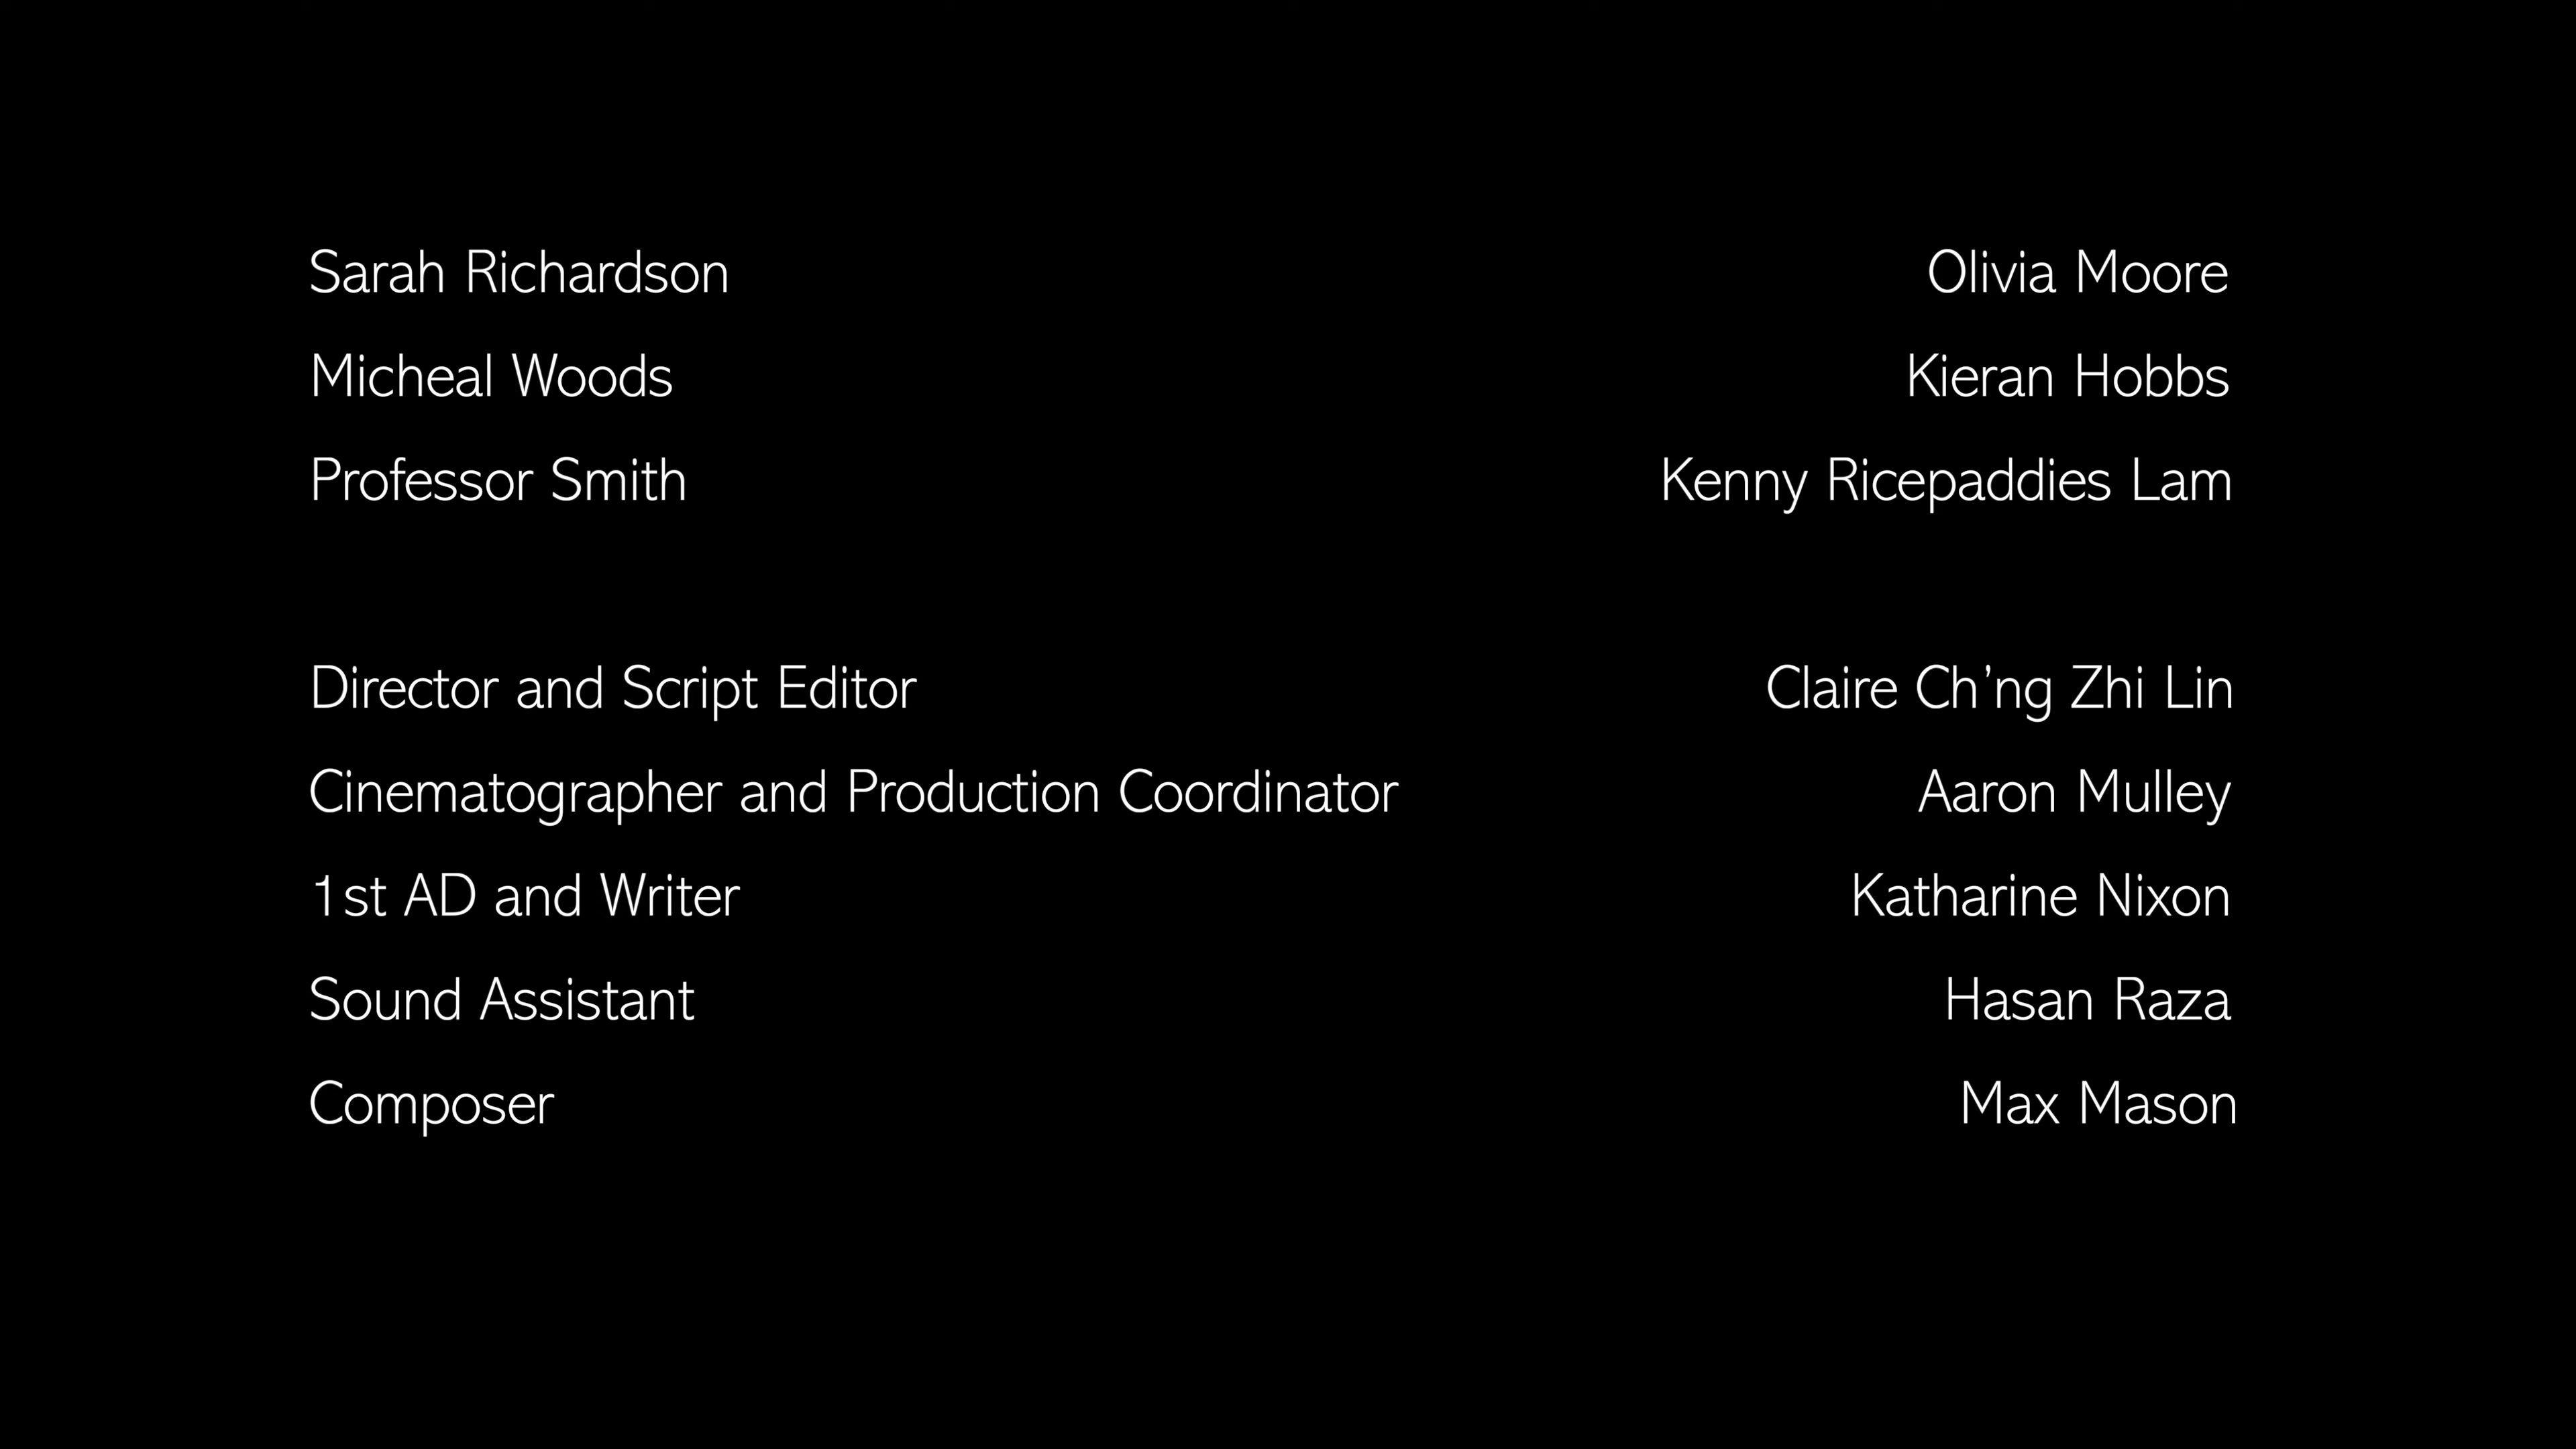 Sarah Richardson Olivia Moore
Micheal Woods Kieran Hobbs
Professor Smith Kenny Ricepaddies Lam
Director and Script Editor Claire Ch’ng Zhi Lin
Cinematographer and Production Coordinator Aaron Mulley
1st AD and Writer Katharine Nixon
Sound Assistant Hasan Raza
Composer Max Mason